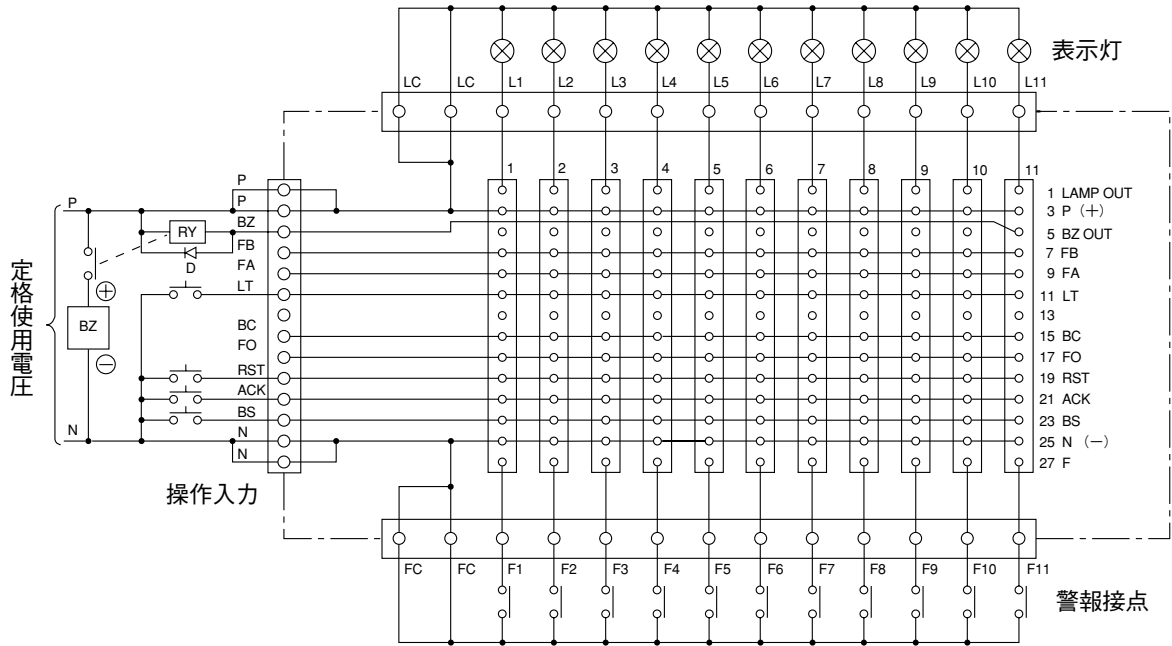 表示灯
LC LC L1 L2 L3 L4 L5 L6 L7 L8 L9 L10 L11
1 2 3 4 5 6 7 8 9 10 11
1 LAMP OUT
3 P (+)
5 BZ OUT
7 FB
9 FA
11 LT
13
15 BC
17 FO
19 RST
21 ACK
23 BS
25 N (−)
27 F
P
P
BZ
FB
FA
LT
BC
FO
RST
ACK
BS
N
N
P
RY
D
+
BZ
−
N
定格使用電圧
操作入力
FC FC F1 F2 F3 F4 F5 F6 F7 F8 F9 F10 F11
警報接点